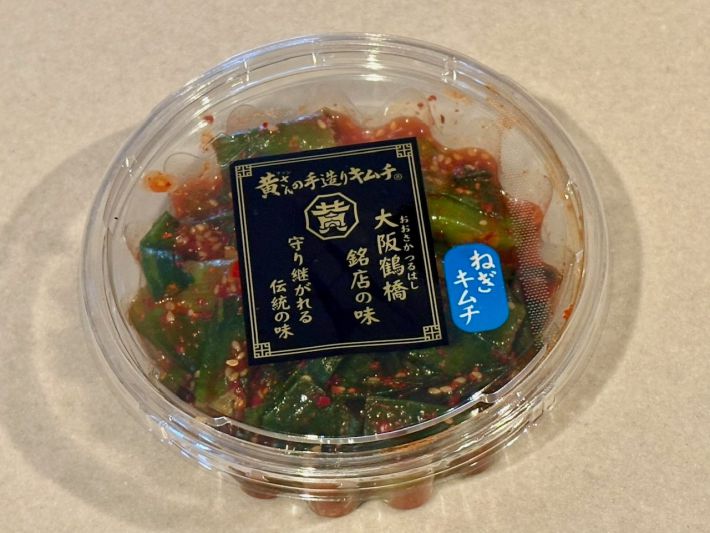 黄さんの手造りキムチ®
黄
大阪鶴橋
おおさかつるはし
銘店の味
守り継がれる
伝統の味
ねぎ
キムチ